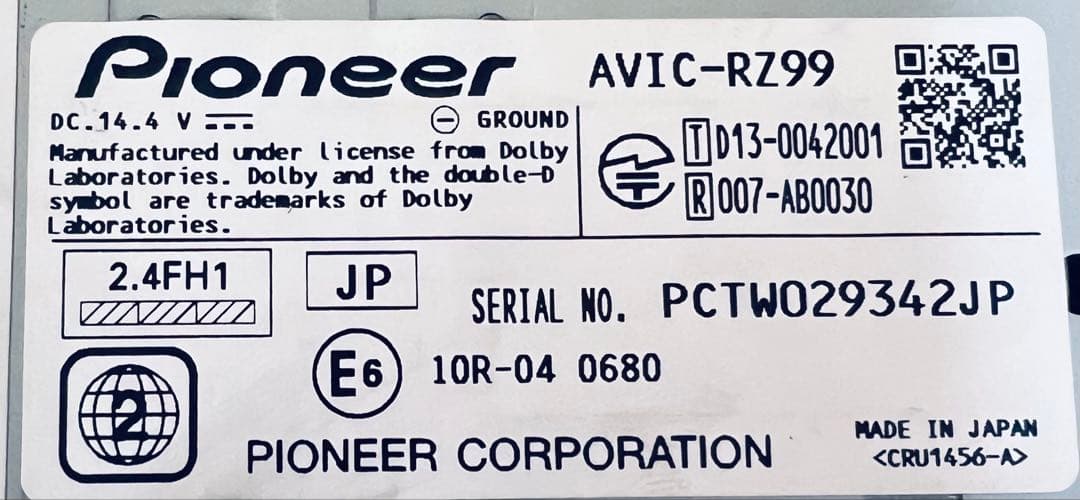 Pioneer
AVIC-RZ99
DC.14.4 V
GROUND
Manufactured under license from Dolby
Laboratories. Dolby and the double-D
symbol are trademarks of Dolby
Laboratories.
T D13-0042001
R 007-AB0030
2.4FH1
JP
SERIAL NO. PCTW029342JP
E6 10R-04 0680
2
PIONEER CORPORATION
MADE IN JAPAN
<CRU1456-A>